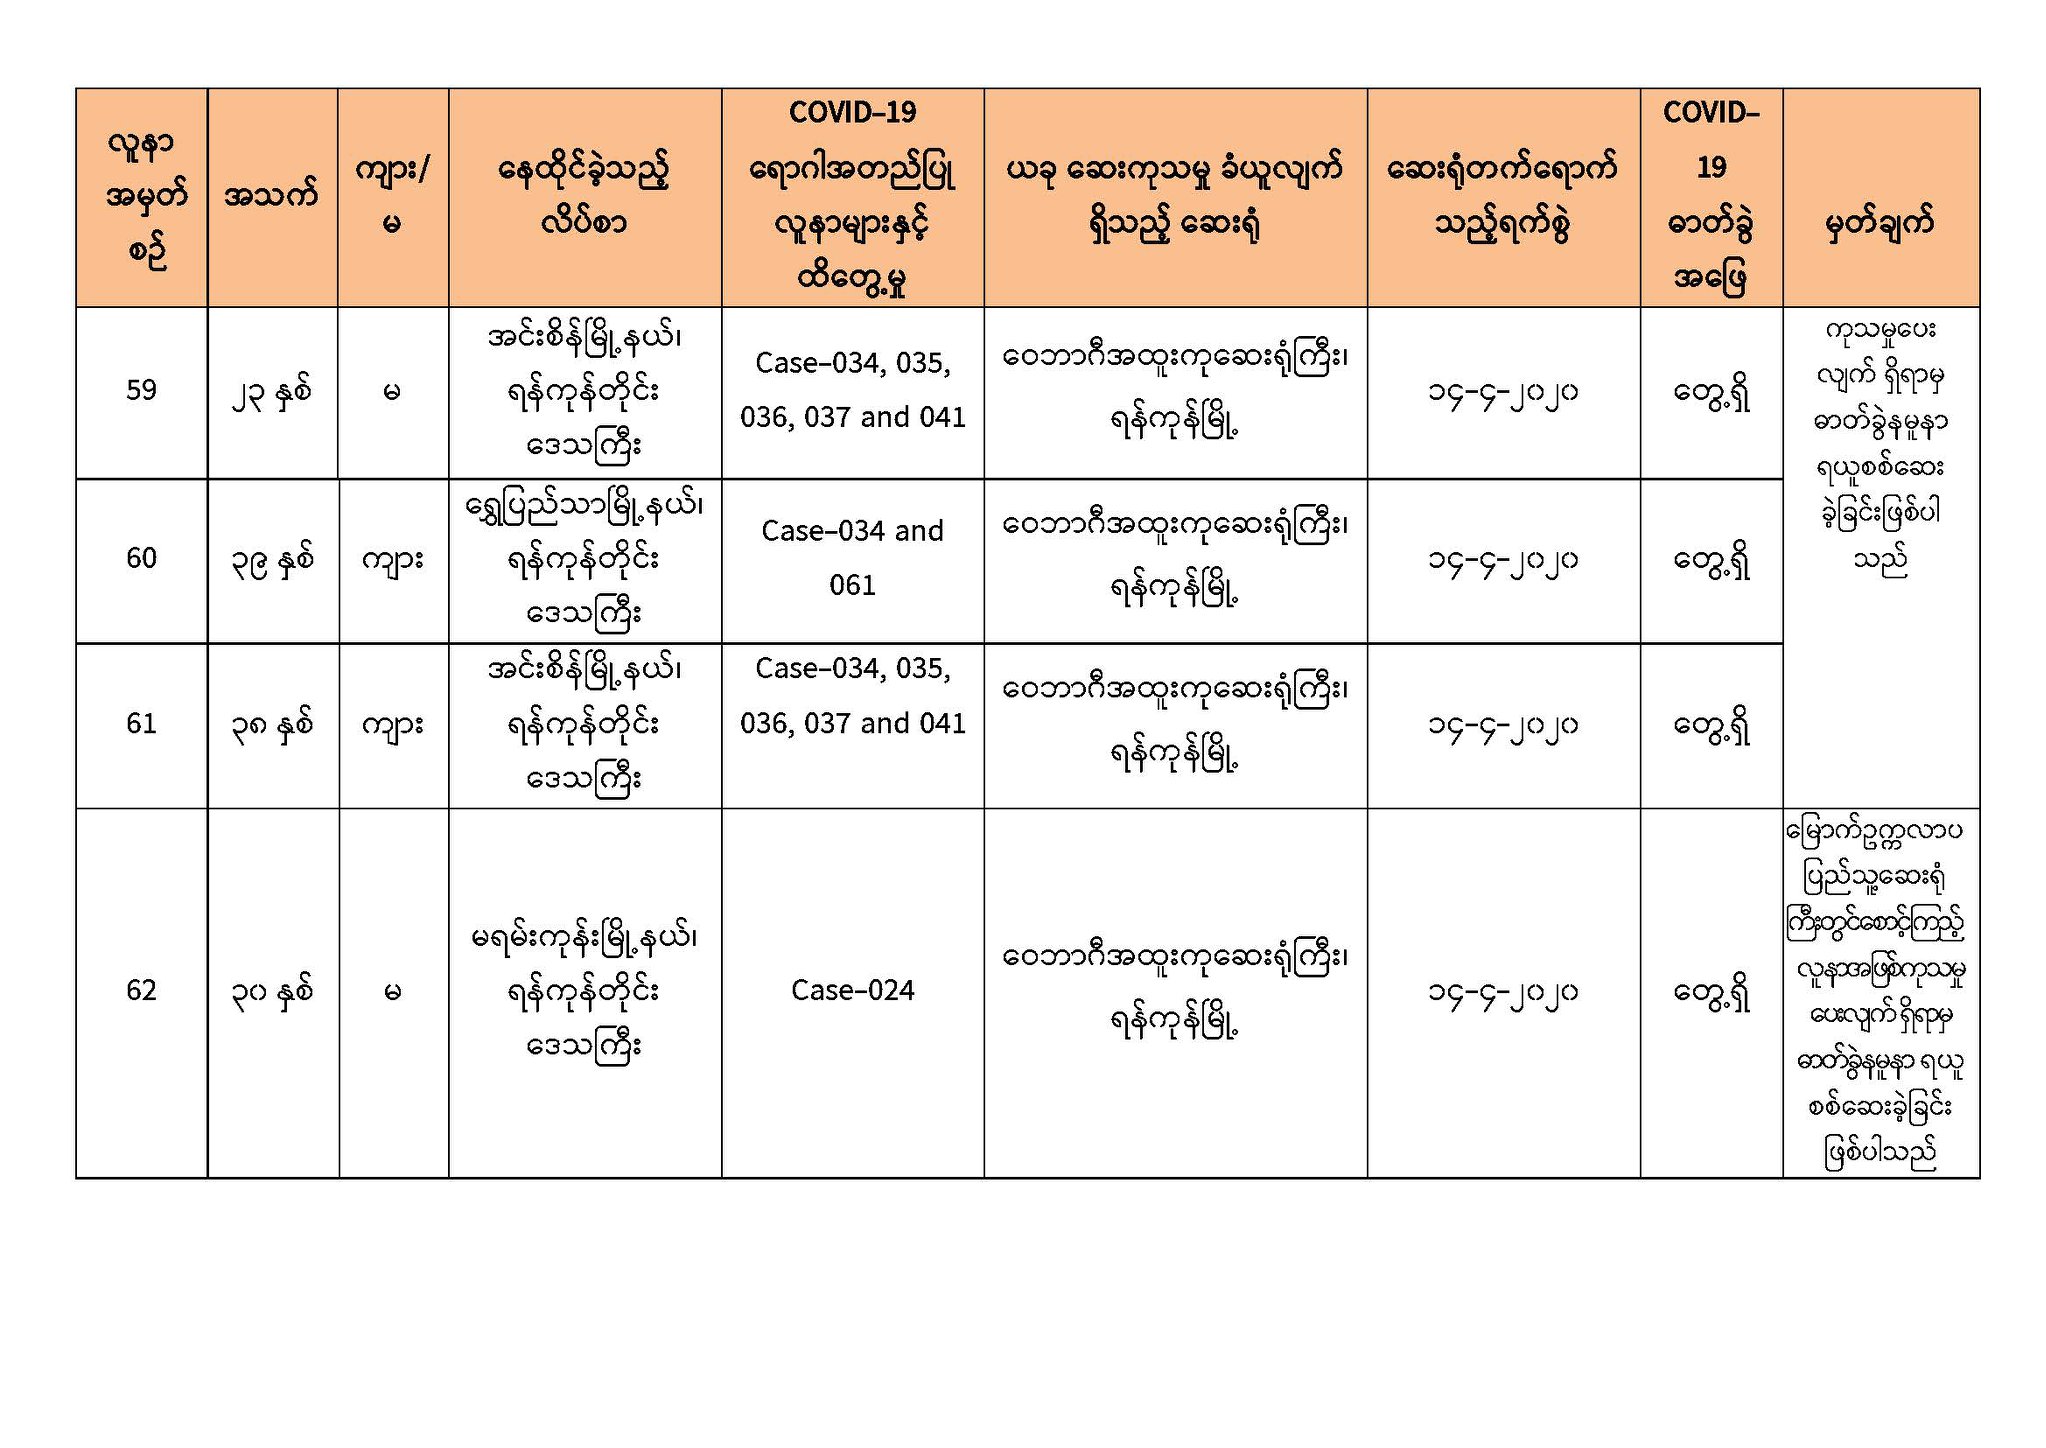 လူနာ
အမှတ်
စဉ်
အသက်
ကျား/
မ
နေထိုင်ခဲ့သည့်
လိပ်စာ
COVID–19
ရောဂါအတည်ပြု
လူနာများနှင့်
ထိတွေ့မှု
ယခု ဆေးကုသမှု ခံယူလျက်
ရှိသည့် ဆေးရုံ
ဆေးရုံတက်ရောက်
သည့်ရက်စွဲ
COVID–
19
ဓာတ်ခွဲ
အဖြေ
မှတ်ချက်
59
၂၃ နှစ်
မ
အင်းစိန်မြို့နယ်၊
ရန်ကုန်တိုင်း
ဒေသကြီး
Case–034, 035,
036, 037 and 041
ဝေဘာဂီအထူးကုဆေးရုံကြီး၊
ရန်ကုန်မြို့
၁၄–၄–၂၀၂၀
တွေ့ရှိ
ကုသမှုပေး
လျက် ရှိရာမှ
ဓာတ်ခွဲနမူနာ
ရယူစစ်ဆေး
ခဲ့ခြင်းဖြစ်ပါ
သည်
60
၃၉ နှစ်
ကျား
ရွှေပြည်သာမြို့နယ်၊
ရန်ကုန်တိုင်း
ဒေသကြီး
Case–034 and
061
ဝေဘာဂီအထူးကုဆေးရုံကြီး၊
ရန်ကုန်မြို့
၁၄–၄–၂၀၂၀
တွေ့ရှိ
61
၃၈ နှစ်
ကျား
အင်းစိန်မြို့နယ်၊
ရန်ကုန်တိုင်း
ဒေသကြီး
Case–034, 035,
036, 037 and 041
ဝေဘာဂီအထူးကုဆေးရုံကြီး၊
ရန်ကုန်မြို့
၁၄–၄–၂၀၂၀
တွေ့ရှိ
62
၃၀ နှစ်
မ
မရမ်းကုန်းမြို့နယ်၊
ရန်ကုန်တိုင်း
ဒေသကြီး
Case–024
ဝေဘာဂီအထူးကုဆေးရုံကြီး၊
ရန်ကုန်မြို့
၁၄–၄–၂၀၂၀
တွေ့ရှိ
မြောက်ဥက္ကလာပ
ပြည်သူ့ဆေးရုံ
ကြီးတွင်စောင့်ကြည့်
လူနာအဖြစ်ကုသမှု
ပေးလျက် ရှိရာမှ
ဓာတ်ခွဲနမူနာ ရယူ
စစ်ဆေးခဲ့ခြင်း
ဖြစ်ပါသည်